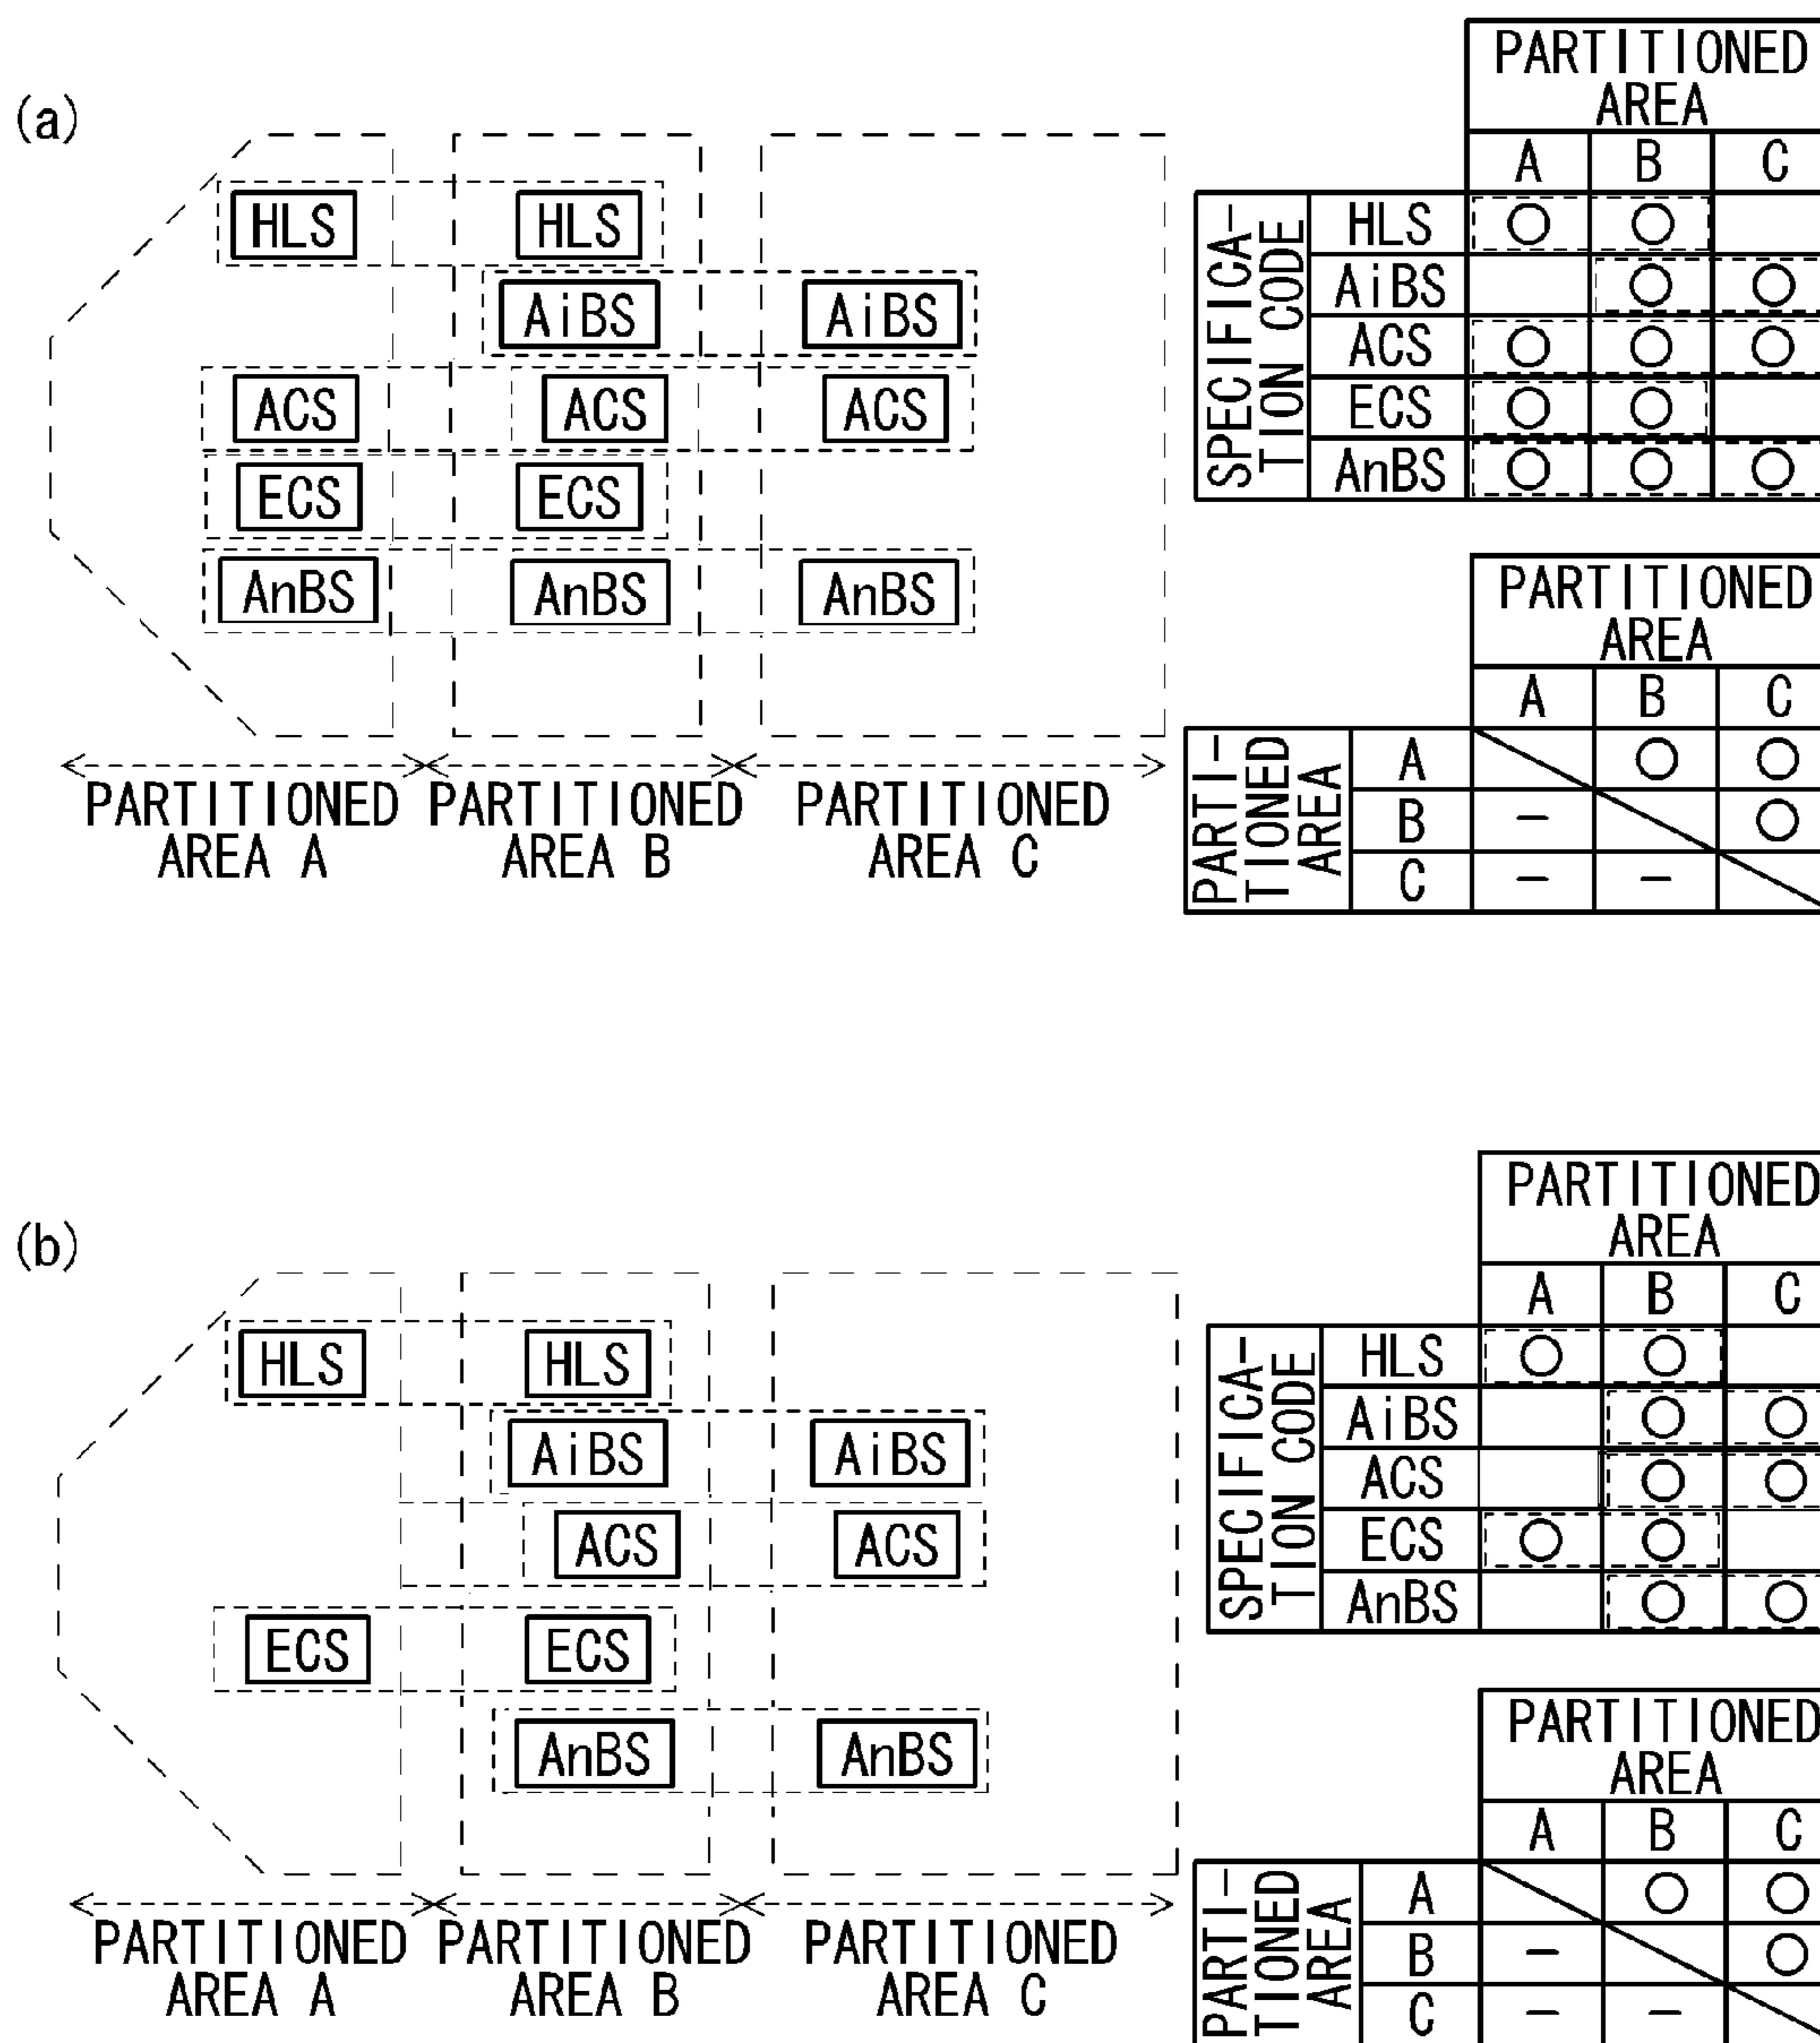 (a)
HLS HLS
AiBS AiBS
ACS ACS ACS
ECS ECS
AnBS AnBS AnBS
PARTITIONED PARTITIONED PARTITIONED
AREA A AREA B AREA C
PARTITIONED
AREA
A B C
SPECIFICA-
TION CODE
HLS ○ ○
AiBS ○ ○
ACS ○ ○ ○
ECS ○ ○
AnBS ○ ○ ○
PARTITIONED
AREA
A B C
PARTI-
TIONED
AREA
A ○ ○
B - ○
C - -
(b)
HLS HLS
AiBS AiBS
ACS ACS
ECS ECS
AnBS AnBS
PARTITIONED PARTITIONED PARTITIONED
AREA A AREA B AREA C
PARTITIONED
AREA
A B C
SPECIFICA-
TION CODE
HLS ○ ○
AiBS ○ ○
ACS ○ ○
ECS ○ ○
AnBS ○ ○
PARTITIONED
AREA
A B C
PARTI-
TIONED
AREA
A ○ ○
B - ○
C - -